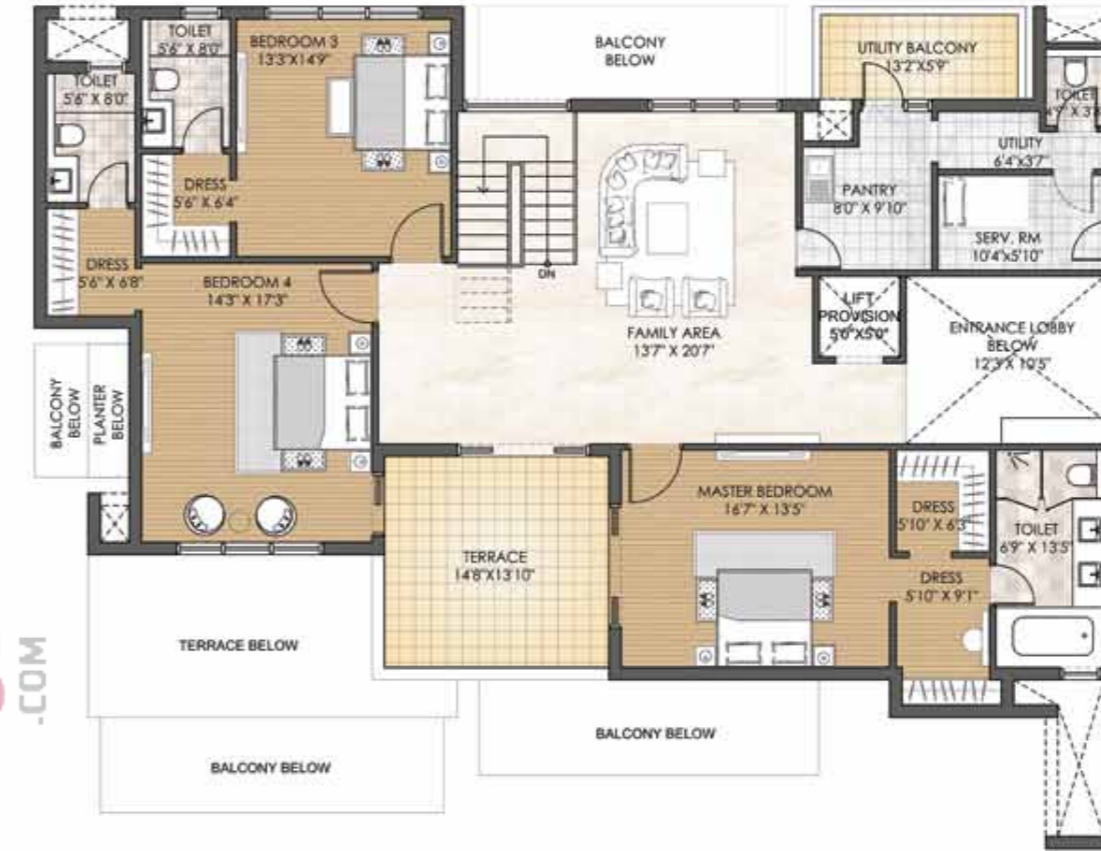 TOILET
5'6" X 8'0"
BEDROOM 3
13'3"X14'9"
BALCONY
BELOW
UTILITY BALCONY
13'2"X5'9"
TOILET
5'6" X 8'0"
TOILET
UTILITY
6'4"x3'7"
DRESS
5'6" X 6'4"
PANTRY
8'0" X 9'10"
SERV. RM
10'4"x5'10"
DRESS
5'6" X 6'8"
BEDROOM 4
14'3" X 17'3"
DN
LIFT
PROVISION
5'0"X5'0"
FAMILY AREA
13'7" X 20'7"
ENTRANCE LOBBY
BELOW
12'3"X 10'5"
BALCONY
BELOW
PLANTER
BELOW
MASTER BEDROOM
16'7" X 13'5"
DRESS
5'10" X 6'3"
TOILET
6'9" X 13'5"
TERRACE
14'8"X13'10"
DRESS
5'10" X 9'1"
TERRACE BELOW
BALCONY BELOW
BALCONY BELOW
.COM